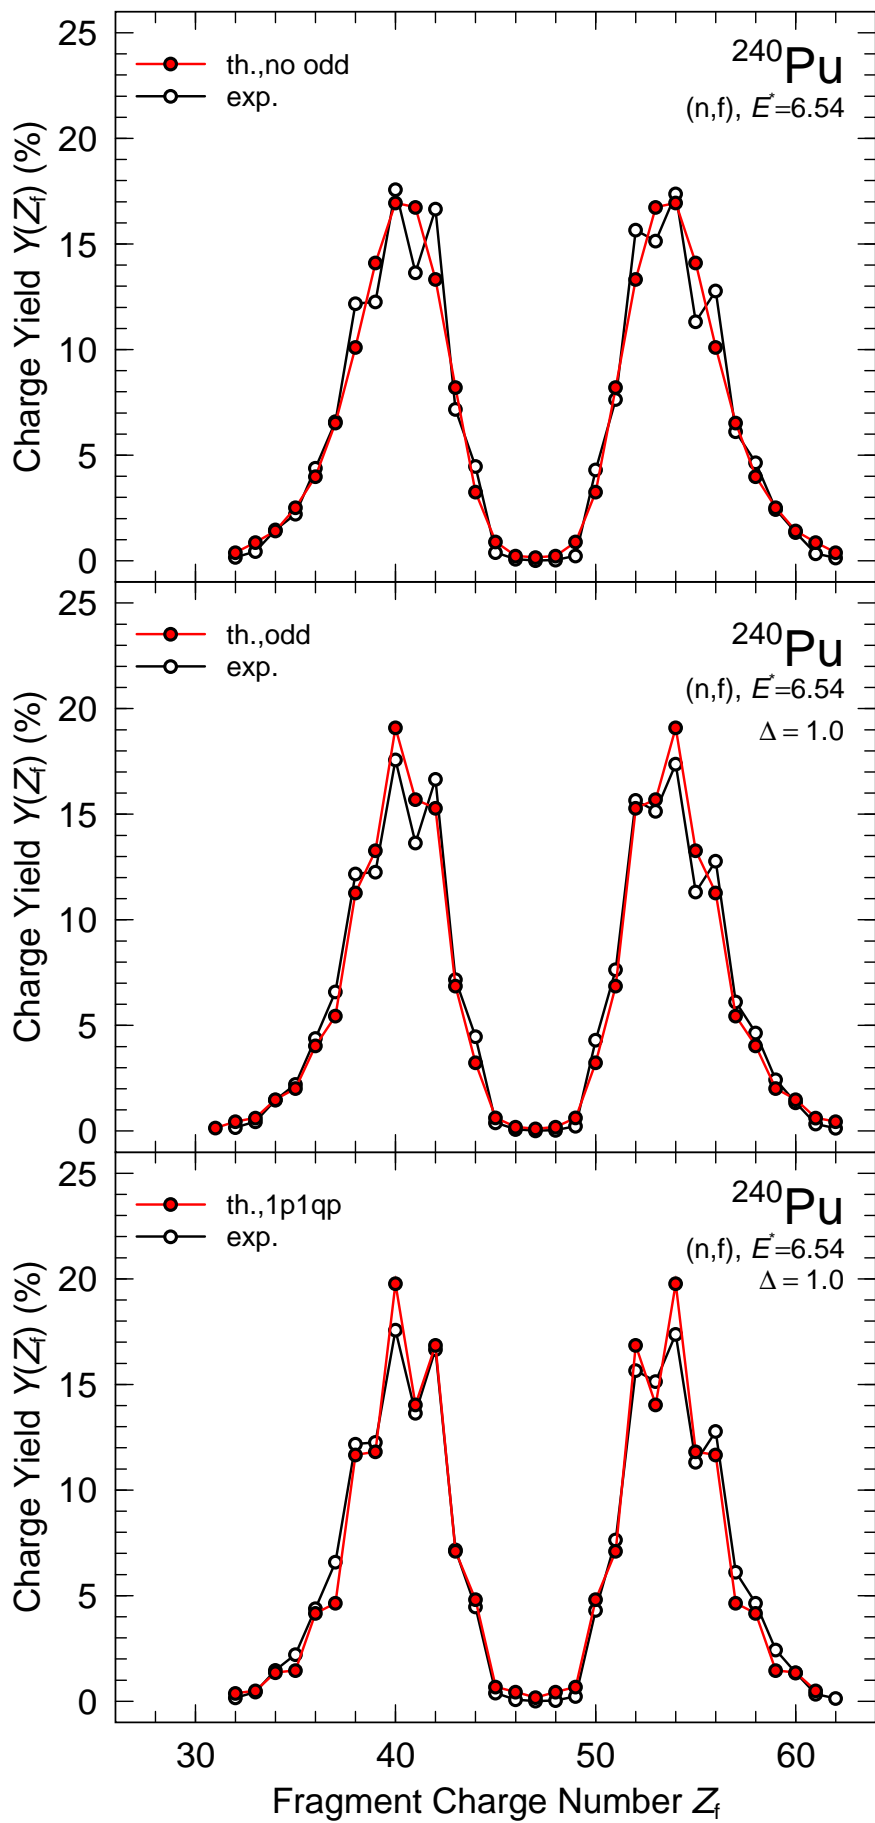 25
20
15
10
5
0
Charge Yield Y(Zf) (%)
th.,no odd
exp.
240Pu
(n,f), E*=6.54
25
20
15
10
5
0
Charge Yield Y(Zf) (%)
th.,odd
exp.
240Pu
(n,f), E*=6.54
Δ = 1.0
25
20
15
10
5
0
Charge Yield Y(Zf) (%)
th.,1p1qp
exp.
240Pu
(n,f), E*=6.54
Δ = 1.0
30 40 50 60
Fragment Charge Number Zf